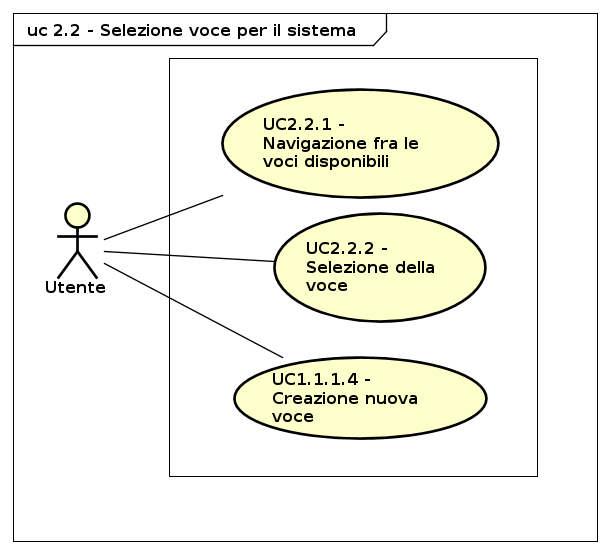 uc 2.2 - Selezione voce per il sistema
UC2.2.1 -
Navigazione fra le
voci disponibili
UC2.2.2 -
Selezione della
voce
Utente
UC1.1.1.4 -
Creazione nuova
voce